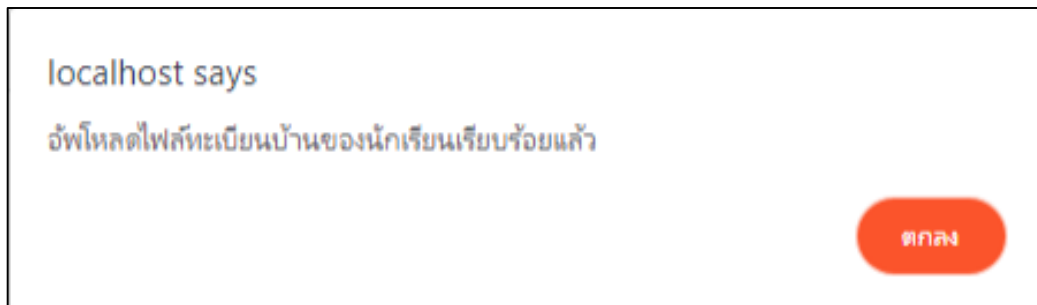 localhost says
อัพโหลดไฟล์ทะเบียนบ้านของนักเรียนเรียบร้อยแล้ว
ตกลง